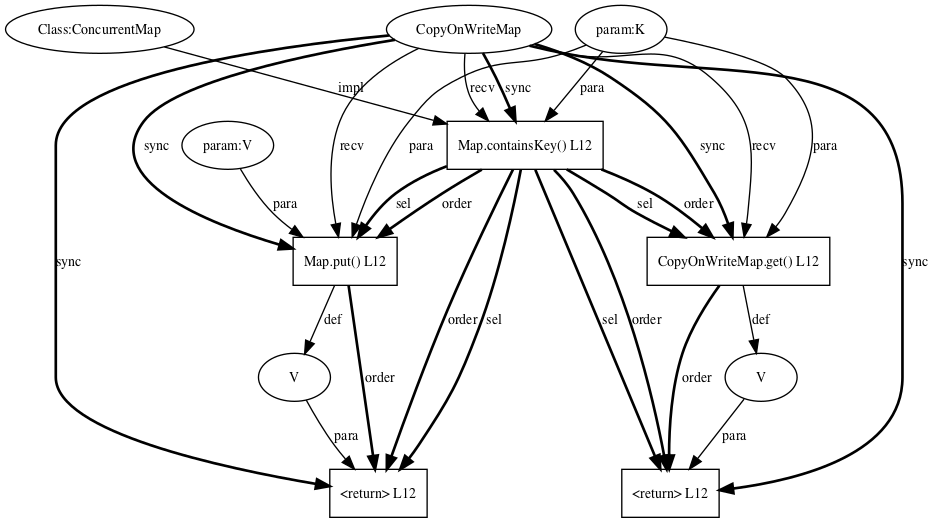 Class:ConcurrentMap
CopyOnWriteMap
param:K
impl
recv
sync
para
param:V
sync
recv
para
Map.containsKey() L12
sync
recv
para
para
sel
order
sel
order
sync
Map.put() L12
CopyOnWriteMap.get() L12
sync
def
order
sel
sel
order
def
V
order
order
V
para
para
<return> L12
<return> L12